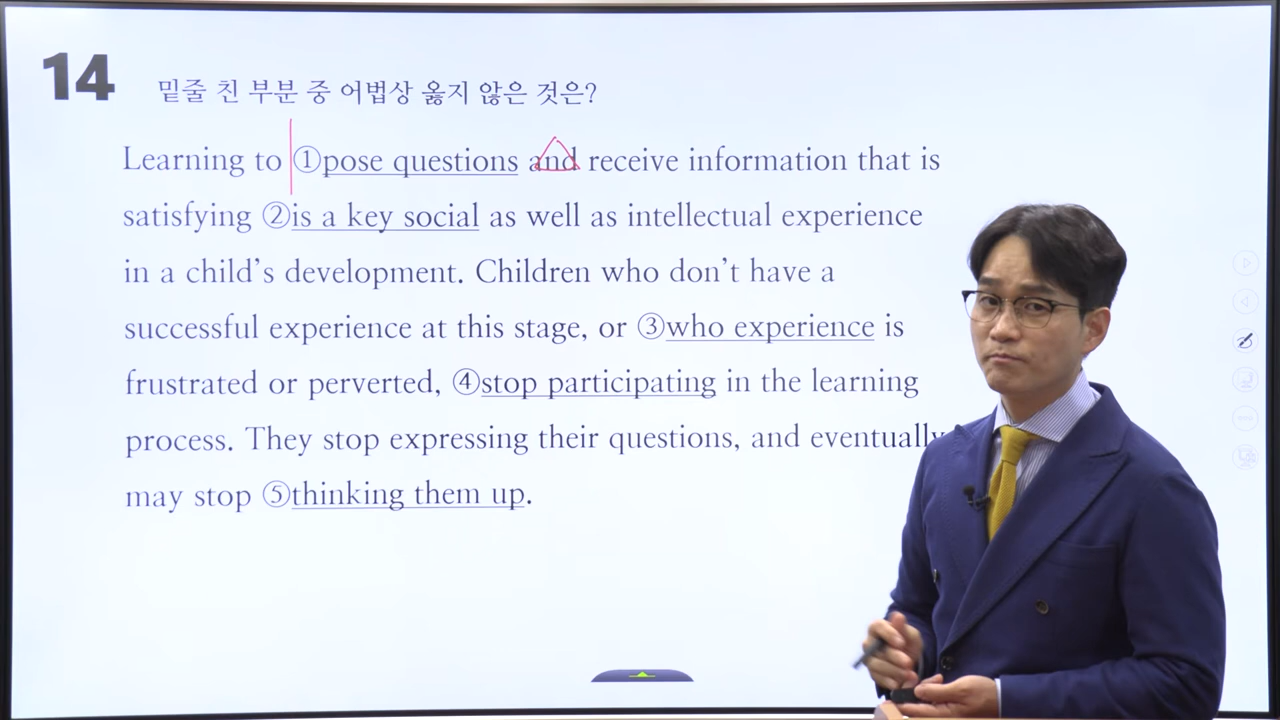 14
밑줄 친 부분 중 어법상 옳지 않은 것은?
Learning to ①pose questions and receive information that is
satisfying ②is a key social as well as intellectual experience
in a child's development. Children who don't have a
successful experience at this stage, or ③who experience is
frustrated or perverted, ④stop participating in the learning
process. They stop expressing their questions, and eventually
may stop ⑤thinking them up.